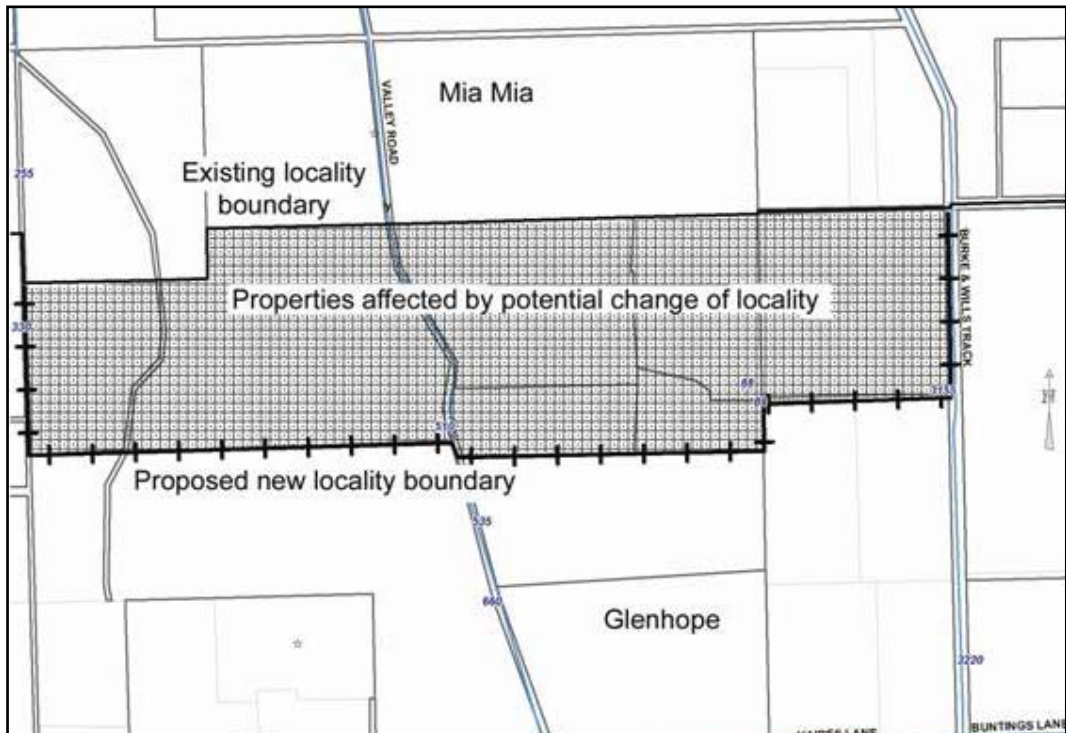 Mia Mia
VALLEY ROAD
255
Existing locality
boundary
Properties affected by potential change of locality
BURKE & WILLS TRACK
330
N
510
Proposed new locality boundary
535
660
Glenhope
3220
BUNTINGS LANE